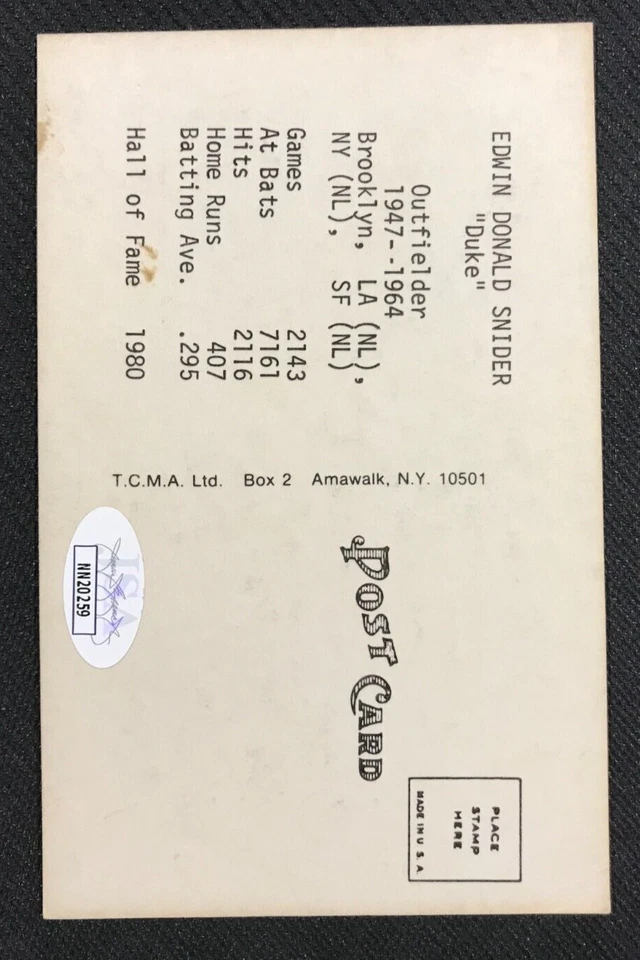 EDWIN DONALD SNIDER
"Duke"
Outfielder
1947--1964
Brooklyn, LA (NL),
NY (NL), SF (NL)
Games 2143
At Bats 7161
Hits 2116
Home Runs 407
Batting Ave. .295
Hall of Fame 1980
T.C.M.A. Ltd. Box 2 Amawalk, N.Y. 10501
POST CARD
PLACE
STAMP
HERE
MADE IN U.S.A.
JSA
NN20259